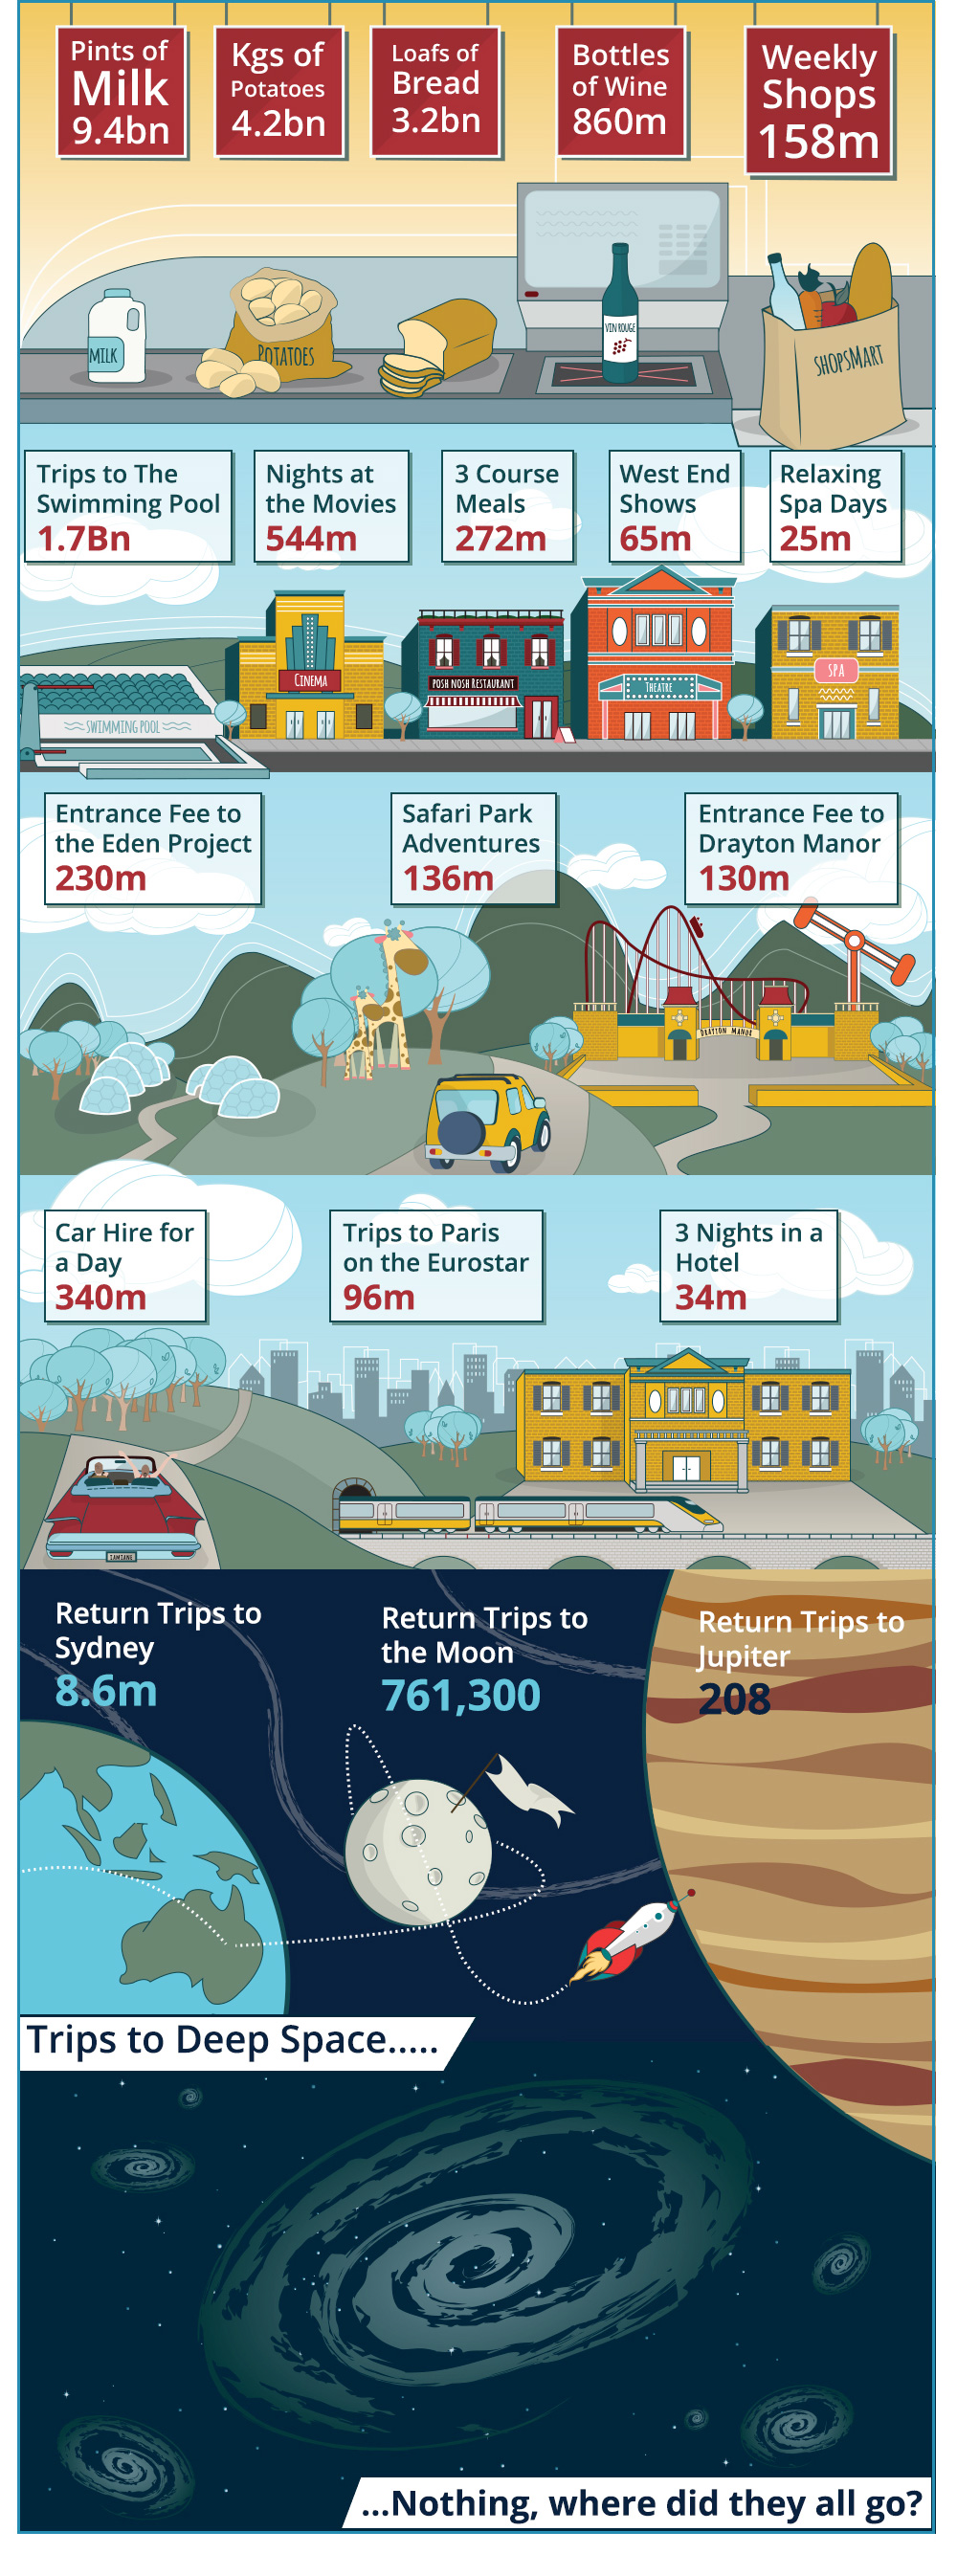 Pints of
Milk
9.4bn
Kgs of
Potatoes
4.2bn
Loafs of
Bread
3.2bn
Bottles
of Wine
860m
Weekly
Shops
158m
MILK
POTATOES
VIN ROUGE
SHOPSMART
Trips to The
Swimming Pool
1.7Bn
Nights at
the Movies
544m
3 Course
Meals
272m
West End
Shows
65m
Relaxing
Spa Days
25m
SWIMMING POOL
CINEMA
POSH NOSH RESTAURANT
THEATRE
SPA
Entrance Fee to
the Eden Project
230m
Safari Park
Adventures
136m
Entrance Fee to
Drayton Manor
130m
DRAYTON MANOR
Car Hire for
a Day
340m
Trips to Paris
on the Eurostar
96m
3 Nights in a
Hotel
34m
Return Trips to
Sydney
8.6m
Return Trips to
the Moon
761,300
Return Trips to
Jupiter
208
Trips to Deep Space.....
...Nothing, where did they all go?